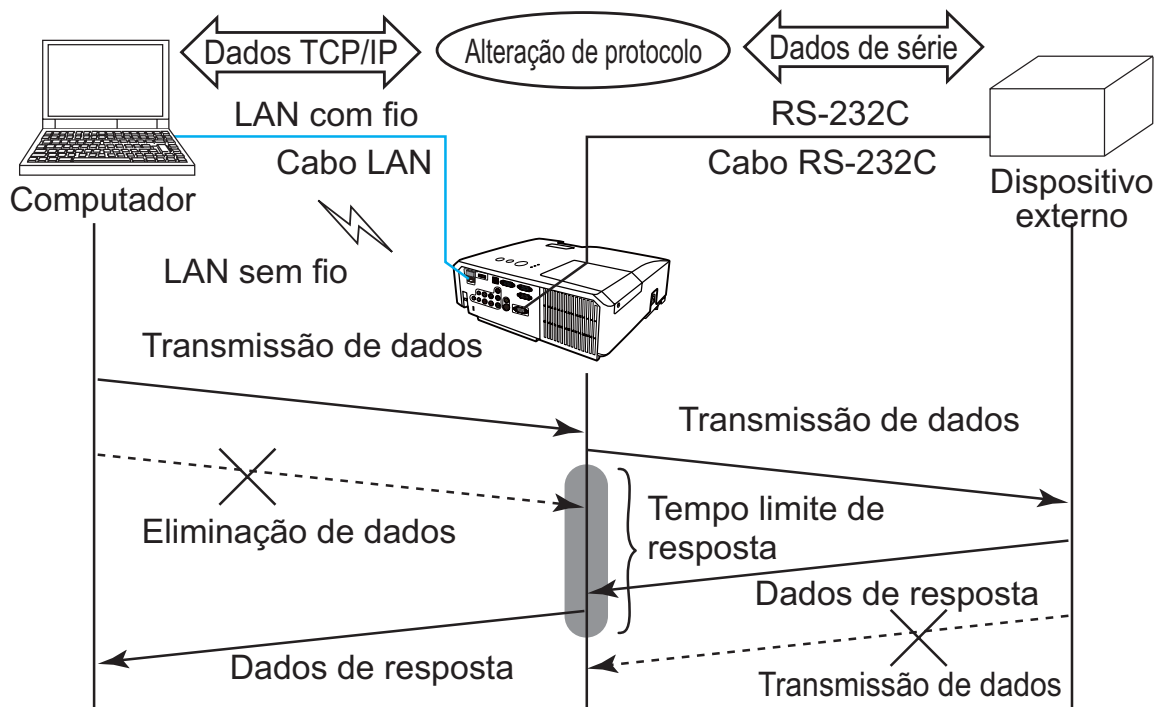 Dados TCP/IP
Alteração de protocolo
Dados de série
LAN com fio
RS-232C
Cabo LAN
Cabo RS-232C
Computador
Dispositivo
externo
LAN sem fio
Transmissão de dados
Transmissão de dados
Tempo limite de
resposta
Eliminação de dados
Dados de resposta
Dados de resposta
Transmissão de dados